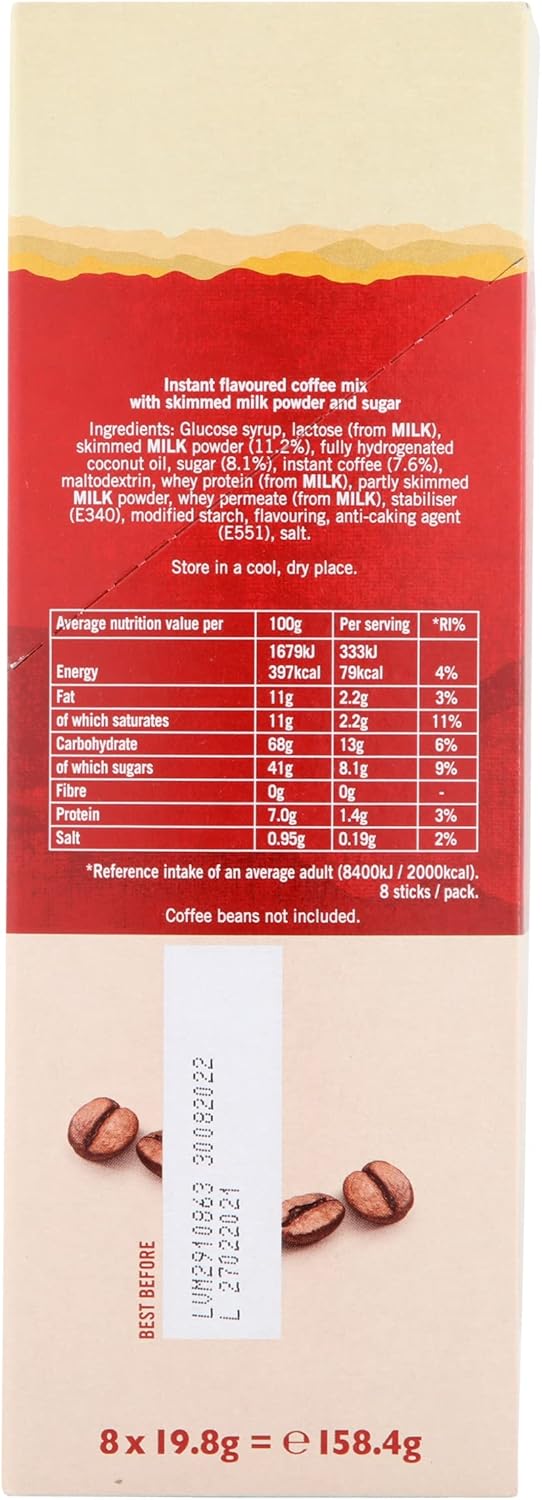 Instant flavoured coffee mix
with skimmed milk powder and sugar
Ingredients: Glucose syrup, lactose (from MILK),
skimmed MILK powder (11.2%), fully hydrogenated
coconut oil, sugar (8.1%), instant coffee (7.6%),
maltodextrin, whey protein (from MILK), partly skimmed
MILK powder, whey permeate (from MILK), stabiliser
(E340), modified starch, flavouring, anti-caking agent
(E551), salt.
Store in a cool, dry place.
Average nutrition value per 100g Per serving *RI%
1679kJ 333kJ
Energy 397kcal 79kcal 4%
Fat 11g 2.2g 3%
of which saturates 11g 2.2g 11%
Carbohydrate 68g 13g 6%
of which sugars 41g 8.1g 9%
Fibre 0g 0g -
Protein 7.0g 1.4g 3%
Salt 0.95g 0.19g 2%
*Reference intake of an average adult (8400kJ / 2000kcal).
8 sticks / pack.
Coffee beans not included.
BEST BEFORE
LVM2910863 30082022
L 27022021
8 x 19.8g = ℮ 158.4g